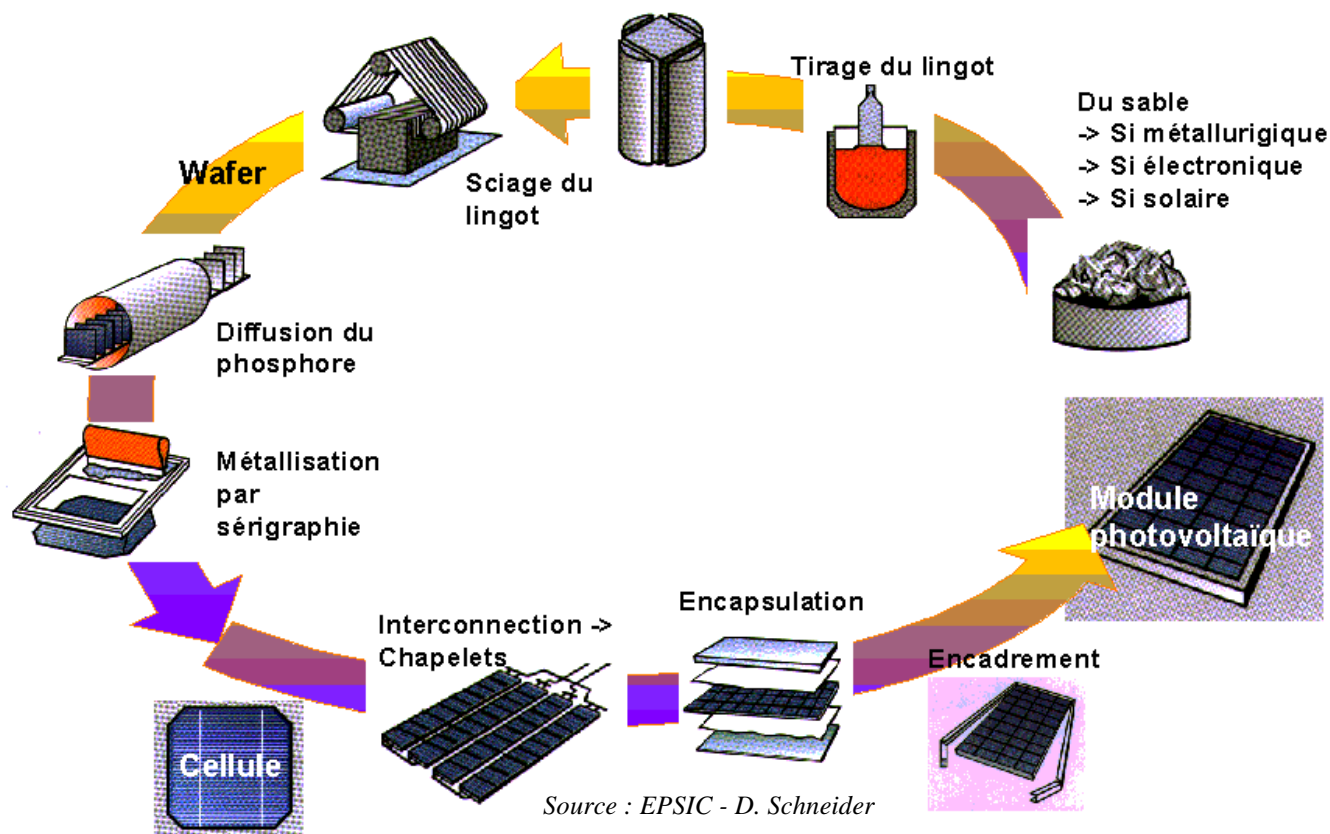 Du sable
-> Si métallurigique
-> Si électronique
-> Si solaire
Tirage du lingot
Sciage du
lingot
Wafer
Diffusion du
phosphore
Métallisation
par
sérigraphie
Cellule
Interconnection ->
Chapelets
Encapsulation
Encadrement
Module
photovoltaïque
Source : EPSIC - D. Schneider